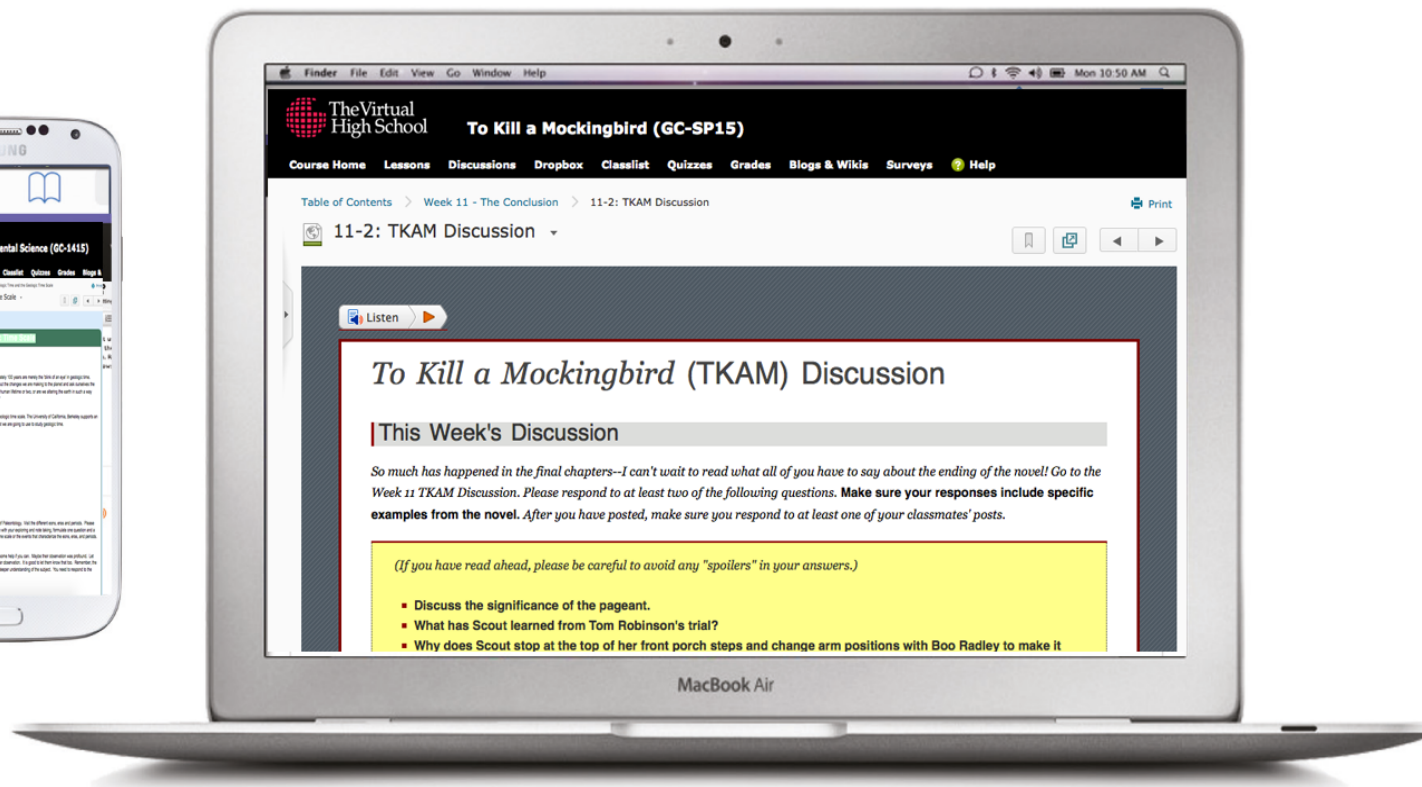 UNG
ental Science (GC-1415)
Classlist Quizzes Grades Blogs &
Finder File Edit View Go Window Help
Mon 10:50 AM
The Virtual
High School
To Kill a Mockingbird (GC-SP15)
Course Home Lessons Discussions Dropbox Classlist Quizzes Grades Blogs & Wikis Surveys ? Help
Table of Contents > Week 11 - The Conclusion > 11-2: TKAM Discussion
Print
11-2: TKAM Discussion
Listen
To Kill a Mockingbird (TKAM) Discussion
This Week's Discussion
So much has happened in the final chapters--I can't wait to read what all of you have to say about the ending of the novel! Go to the
Week 11 TKAM Discussion. Please respond to at least two of the following questions. Make sure your responses include specific
examples from the novel. After you have posted, make sure you respond to at least one of your classmates' posts.
(If you have read ahead, please be careful to avoid any "spoilers" in your answers.)
Discuss the significance of the pageant.
What has Scout learned from Tom Robinson's trial?
Why does Scout stop at the top of her front porch steps and change arm positions with Boo Radley to make it
MacBook Air